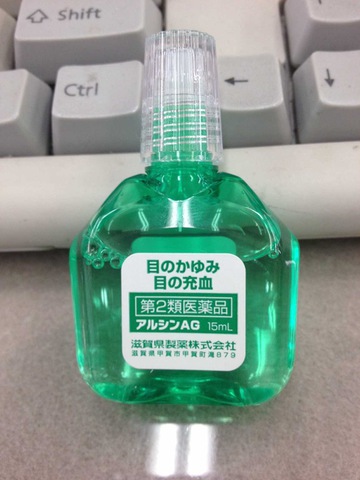 Shift
Ctrl
目のかゆみ
目の充血
第2類医薬品
アルシンAG 15mL
滋賀県製薬株式会社
滋賀県甲賀市甲賀町滝879